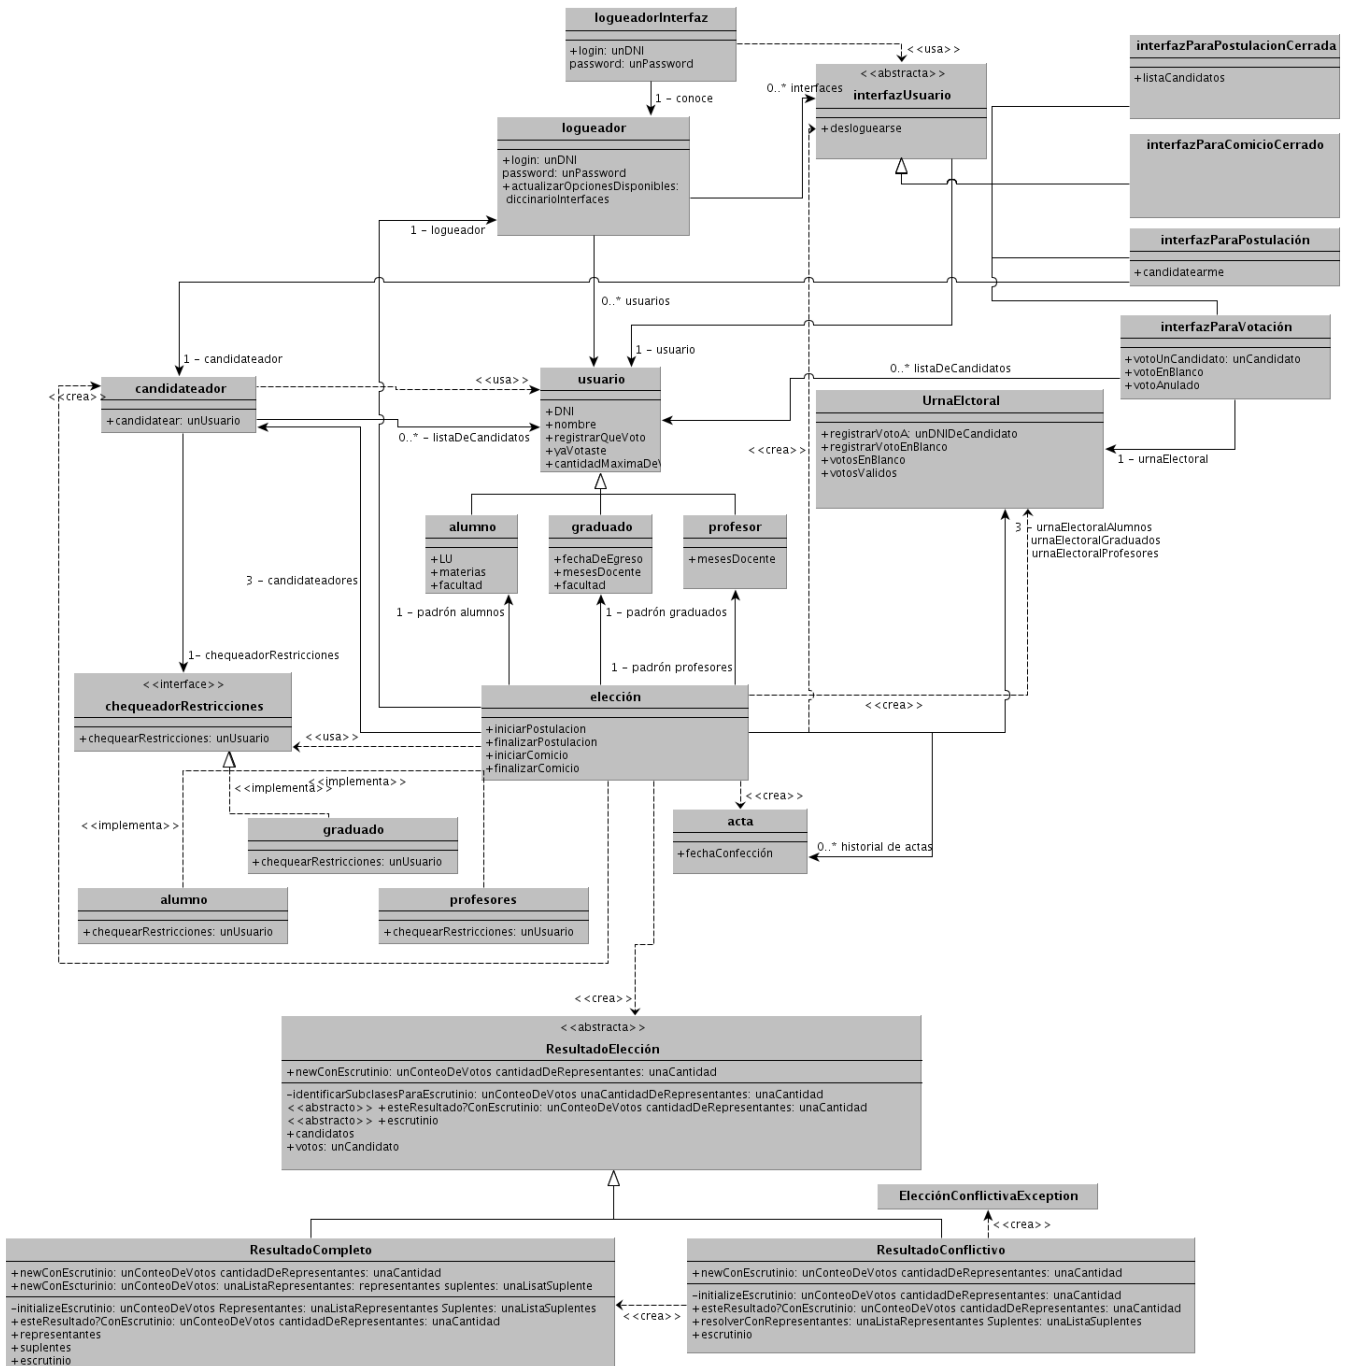 logueadorInterfaz
+login: unDNI
password: unPassword
<<usa>>
1 - conoce
<<abstracta>>
interfazUsuario
+desloguearse
0..* interfaces
interfazParaPostulacionCerrada
+listaCandidatos
interfazParaComicioCerrado
interfazParaPostulación
+candidatearme
interfazParaVotación
+votoUnCandidato: unCandidato
+votoEnBlanco
+votoAnulado
logueador
+login: unDNI
password: unPassword
+actualizarOpcionesDisponibles:
diccinarioInterfaces
1 - logueador
0..* usuarios
1 - usuario
1 - candidateador
<<crea>>
candidateador
+candidatear: unUsuario
<<usa>>
0..* - listaDeCandidatos
usuario
+DNI
+nombre
+registrarQueVoto
+yaVotaste
+cantidadMaximaDeV
0..* listaDeCandidatos
<<crea>>
UrnaElctoral
+registrarVotoA: unDNIDeCandidato
+registrarVotoEnBlanco
+votosEnBlanco
+votosValidos
1 - urnaElectoral
3 - urnaElectoralAlumnos
urnaElectoralGraduados
urnaElectoralProfesores
alumno
+LU
+materias
+facultad
graduado
+fechaDeEgreso
+mesesDocente
+facultad
profesor
+mesesDocente
3 - candidateadores
1 - padrón alumnos
1 - padrón graduados
1 - padrón profesores
1- chequeadorRestricciones
<<interface>>
chequeadorRestricciones
+chequearRestricciones: unUsuario
<<usa>>
elección
+iniciarPostulacion
+finalizarPostulacion
+iniciarComicio
+finalizarComicio
<<crea>>
<<implementa>>
<<implementa>>
<<implementa>>
graduado
+chequearRestricciones: unUsuario
alumno
+chequearRestricciones: unUsuario
profesores
+chequearRestricciones: unUsuario
<<crea>>
acta
+fechaConfección
0..* historial de actas
<<crea>>
<<abstracta>>
ResultadoElección
+newConEscrutinio: unConteoDeVotos cantidadDeRepresentantes: unaCantidad
-identificarSubclasesParaEscrutinio: unConteoDeVotos unaCantidadDeRepresentantes: unaCantidad
<<abstracto>> +esteResultado?ConEscrutinio: unConteoDeVotos cantidadDeRepresentantes: unaCantidad
<<abstracto>> +escrutinio
+candidatos
+votos: unCandidato
ElecciónConflictivaException
<<crea>>
ResultadoCompleto
+newConEscrutinio: unConteoDeVotos cantidadDeRepresentantes: unaCantidad
+newConEscturinio: unConteoDeVotos: unaListaRepresentantes: representantes suplentes: unaLisatSuplente
-initializeEscrutinio: unConteoDeVotos Representantes: unaListaRepresentantes Suplentes: unaListaSuplentes
+esteResultado?ConEscrutinio: unConteoDeVotos cantidadDeRepresentantes: unaCantidad
+representantes
+suplentes
+escrutinio
<<crea>>
ResultadoConflictivo
+newConEscrutinio: unConteoDeVotos cantidadDeRepresentantes: unaCantidad
-initializeEscrutinio: unConteoDeVotos cantidadDeRepresentantes: unaCantidad
+esteResultado?ConEscrutinio: unConteoDeVotos cantidadDeRepresentantes: unaCantidad
+resolverConRepresentantes: unaListaRepresentantes Suplentes: unaListaSuplentes
+escrutinio